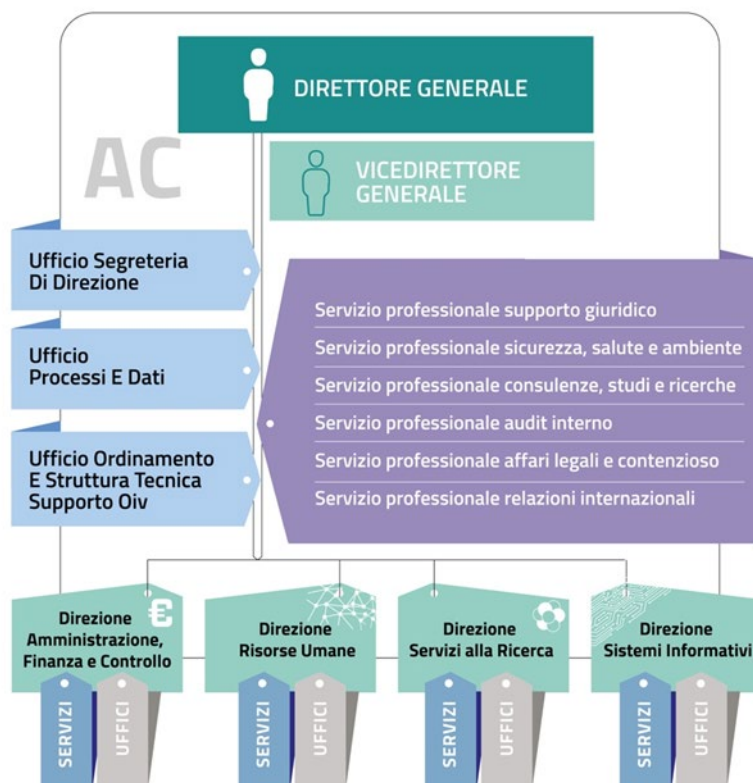 DIRETTORE GENERALE
AC
VICEDIRETTORE
GENERALE
Ufficio Segreteria
Di Direzione
Ufficio
Processi E Dati
Ufficio Ordinamento
E Struttura Tecnica
Supporto Oiv
Servizio professionale supporto giuridico
Servizio professionale sicurezza, salute e ambiente
Servizio professionale consulenze, studi e ricerche
Servizio professionale audit interno
Servizio professionale affari legali e contenzioso
Servizio professionale relazioni internazionali
Direzione
Amministrazione,
Finanza e Controllo
€
Direzione
Risorse Umane
Direzione
Servizi alla Ricerca
Direzione
Sistemi Informativi
SERVIZI
UFFICI
SERVIZI
UFFICI
SERVIZI
UFFICI
SERVIZI
UFFICI